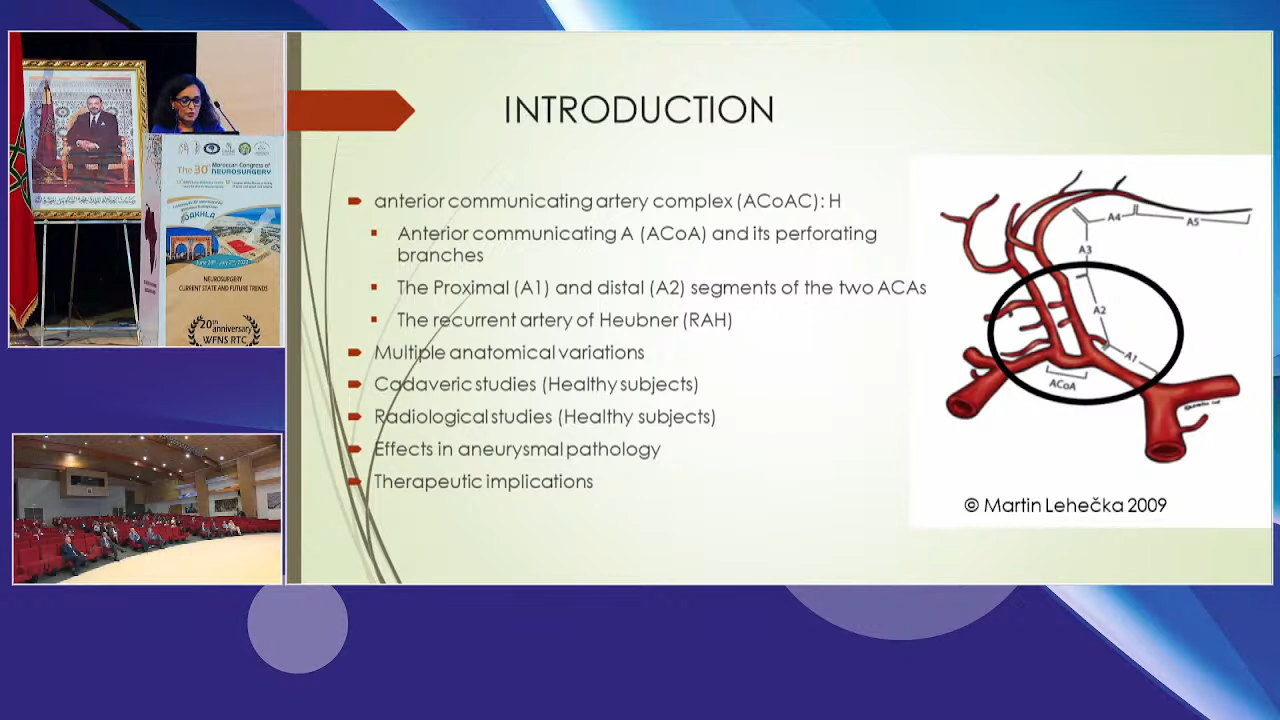 The 30 Moroccan Congress of
NEUROSURGERY
DAKHLA
NEUROSURGERY
CURRENT STATE AND FUTURE TRENDS
20th
anniversary
WFNS RTC
INTRODUCTION
anterior communicating artery complex (ACoAC): H
Anterior communicating A (ACoA) and its perforating
branches
The Proximal (A1) and distal (A2) segments of the two ACAs
The recurrent artery of Heubner (RAH)
Multiple anatomical variations
Cadaveric studies (Healthy subjects)
Radiological studies (Healthy subjects)
Effects in aneurysmal pathology
Therapeutic implications
A4
A5
A3
A2
A1
ACoA
© Martin Lehečka 2009